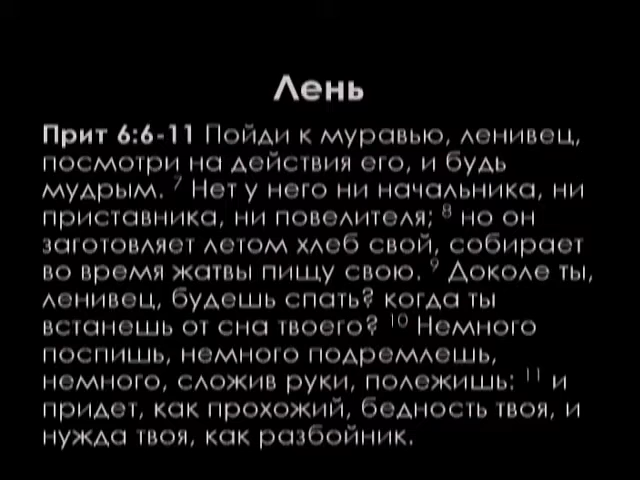 Лень
Прит 6:6-11 Пойди к муравью, ленивец,
посмотри на действия его, и будь
мудрым. 7 Нет у него ни начальника, ни
приставника, ни повелителя; 8 но он
заготовляет летом хлеб свой, собирает
во время жатвы пищу свою. 9 Доколе ты,
ленивец, будешь спать? когда ты
встанешь от сна твоего? 10 Немного
поспишь, немного подремлешь,
немного, сложив руки, полежишь: 11 и
придет, как прохожий, бедность твоя, и
нужда твоя, как разбойник.